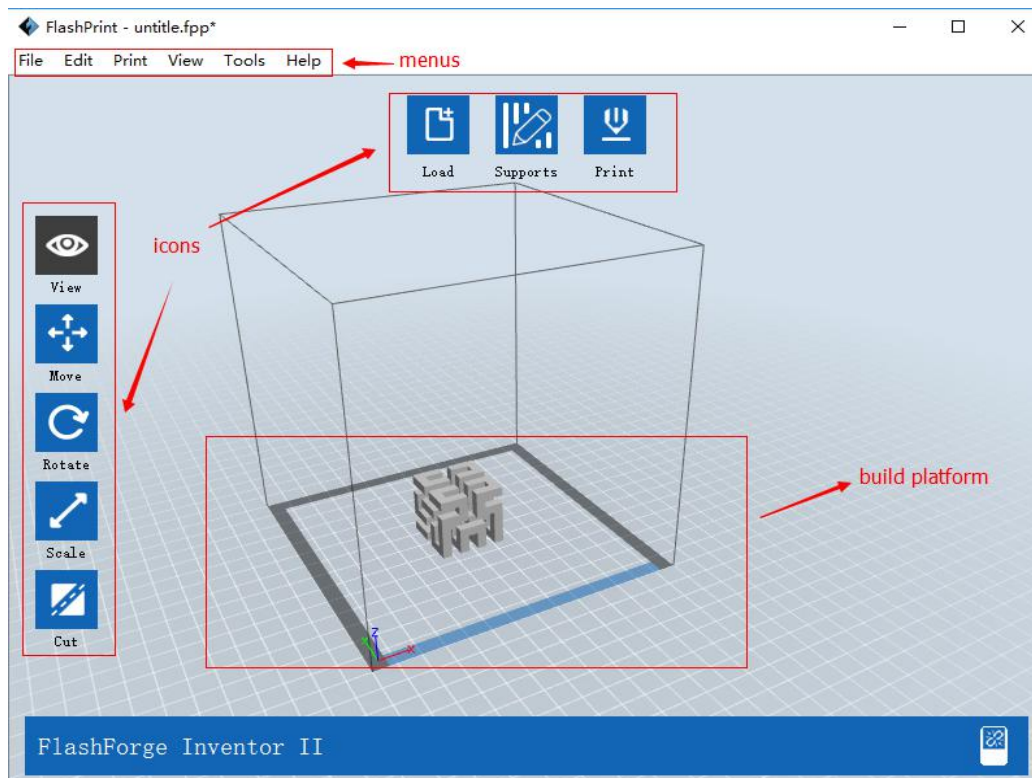 FlashPrint - untitle.fpp*
File Edit Print View Tools Help
menus
Load Supports Print
icons
View
Move
Rotate
build platform
Scale
Cut
Z
X
FlashForge Inventor II